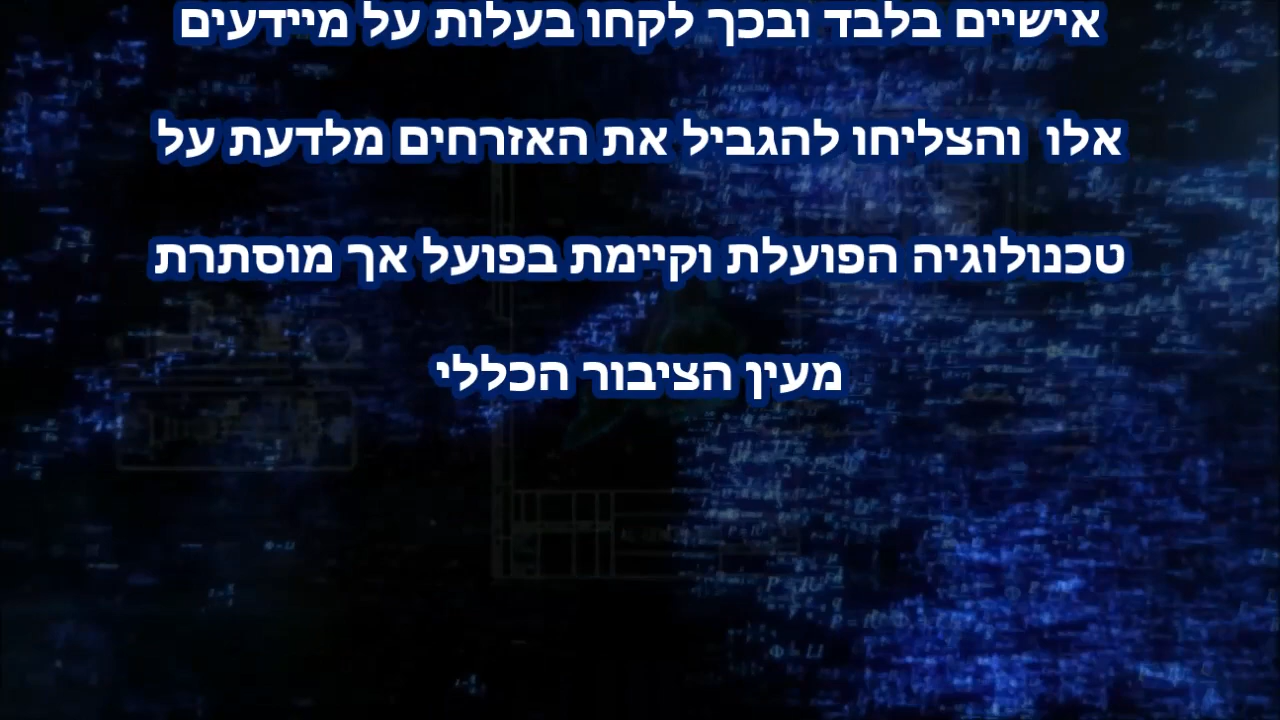 אישיים בלבד ובכך לקחו בעלות על מיידעים
אלו והצליחו להגביל את האזרחים מלדעת על
טכנולוגיה הפועלת וקיימת בפועל אך מוסתרת
מעין הציבור הכללי